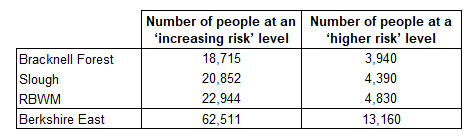 Number of people at an 'increasing risk' level Number of people at a 'higher risk' level
Bracknell Forest 18,715 3,940
Slough 20,852 4,390
RBWM 22,944 4,830
Berkshire East 62,511 13,160